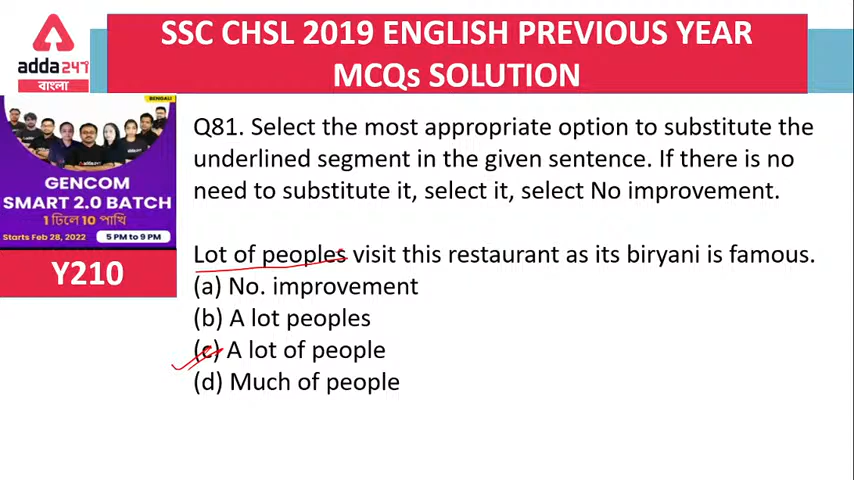 SSC CHSL 2019 ENGLISH PREVIOUS YEAR
MCQs SOLUTION
adda247
বাংলা
BENGALI
GENCOM
SMART 2.0 BATCH
1 ঢিলে 10 পাখি
Starts Feb 28, 2022
5 PM to 9 PM
Y210
Q81. Select the most appropriate option to substitute the
underlined segment in the given sentence. If there is no
need to substitute it, select it, select No improvement.
Lot of peoples visit this restaurant as its biryani is famous.
(a) No. improvement
(b) A lot peoples
(c) A lot of people
(d) Much of people